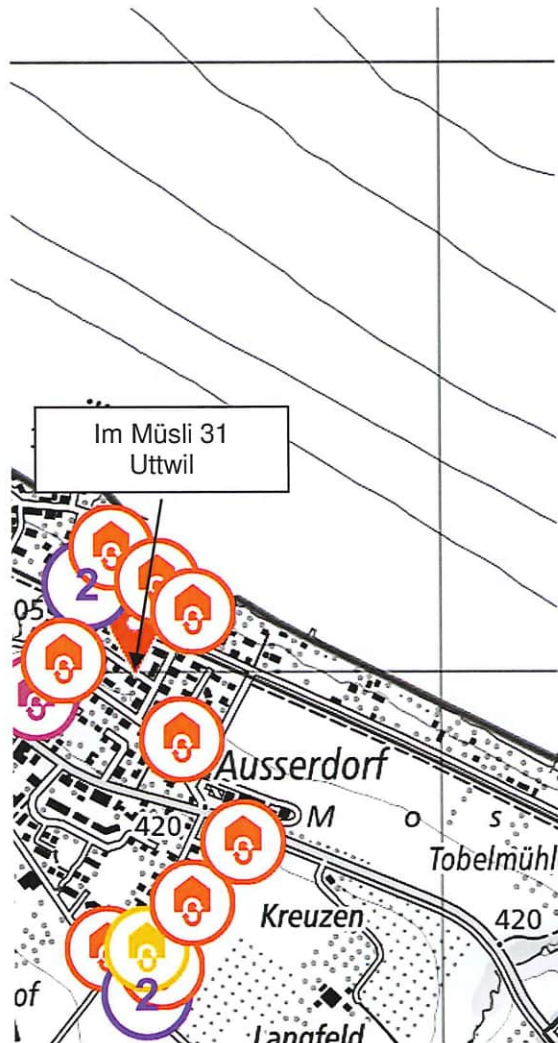 Im Müsli 31
Uttwil
2
05
Ausserdorf
M o s
420
Tobelmühl
Kreuzen
420
2
of
Langfeld